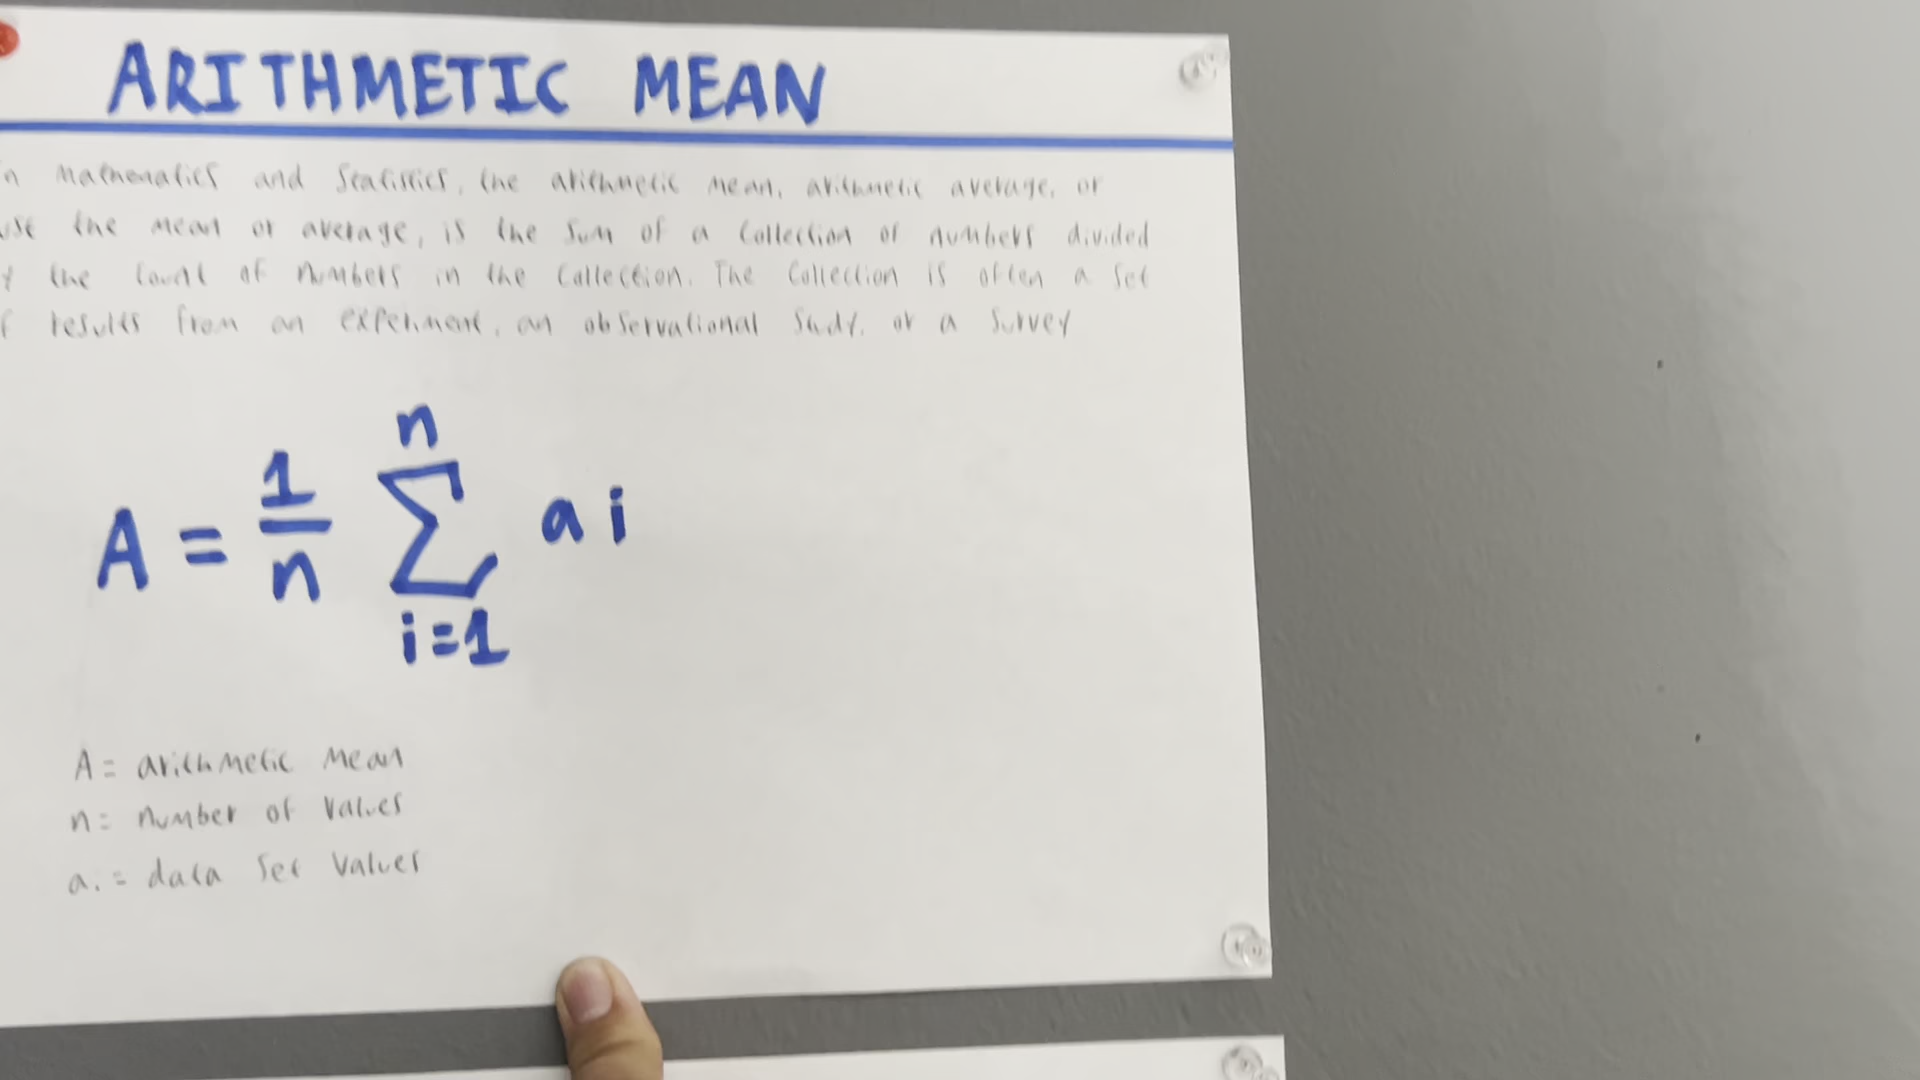 ARITHMETIC MEAN
n mathematics and statistics, the arithmetic mean, arithmetic average, or
ust the mean or average, is the sum of a collection of numbers divided
y the count of numbers in the collection. The collection is often a set
f results from an experiment, an observational study, or a survey
n
A = 1/n ∑ a i
i=1
A = arithmetic mean
n = number of values
ai = data set values